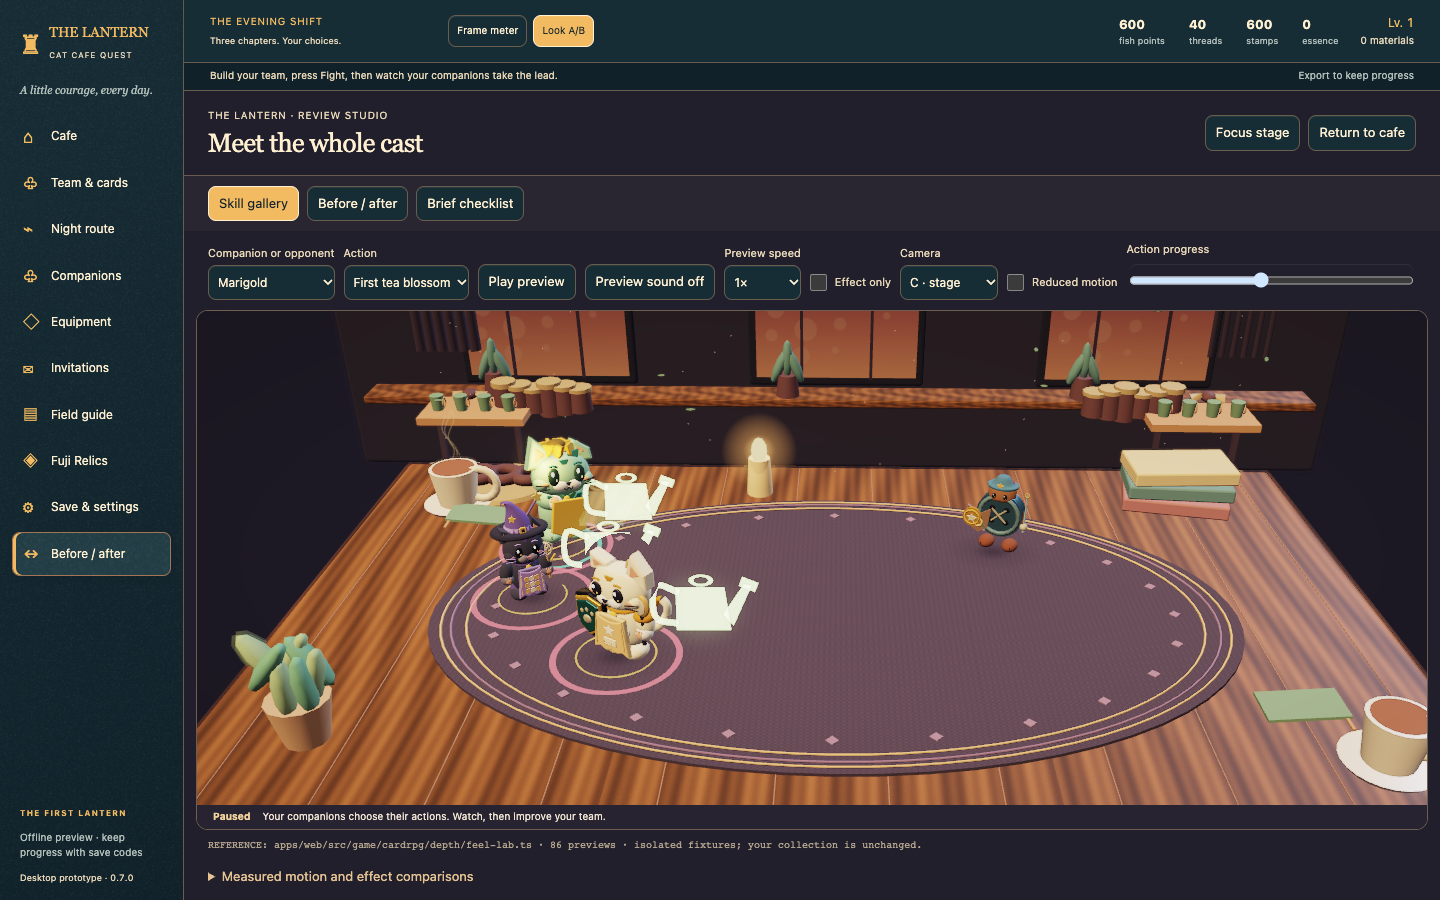 THE LANTERN
CAT CAFE QUEST
A little courage, every day.
Cafe
Team & cards
Night route
Companions
Equipment
Invitations
Field guide
Fuji Relics
Save & settings
Before / after
THE FIRST LANTERN
Offline preview · keep
progress with save codes
Desktop prototype · 0.7.0
THE EVENING SHIFT
Three chapters. Your choices.
Frame meter
Look A/B
600
fish points
40
threads
600
stamps
0
essence
Lv. 1
0 materials
Build your team, press Fight, then watch your companions take the lead.
Export to keep progress
THE LANTERN · REVIEW STUDIO
Meet the whole cast
Focus stage
Return to cafe
Skill gallery
Before / after
Brief checklist
Companion or opponent
Marigold
Action
First tea blossom
Play preview
Preview sound off
Preview speed
1×
Effect only
Camera
C · stage
Reduced motion
Action progress
Paused
Your companions choose their actions. Watch, then improve your team.
REFERENCE: apps/web/src/game/cardrpg/depth/feel-lab.ts · 86 previews · isolated fixtures; your collection is unchanged.
Measured motion and effect comparisons